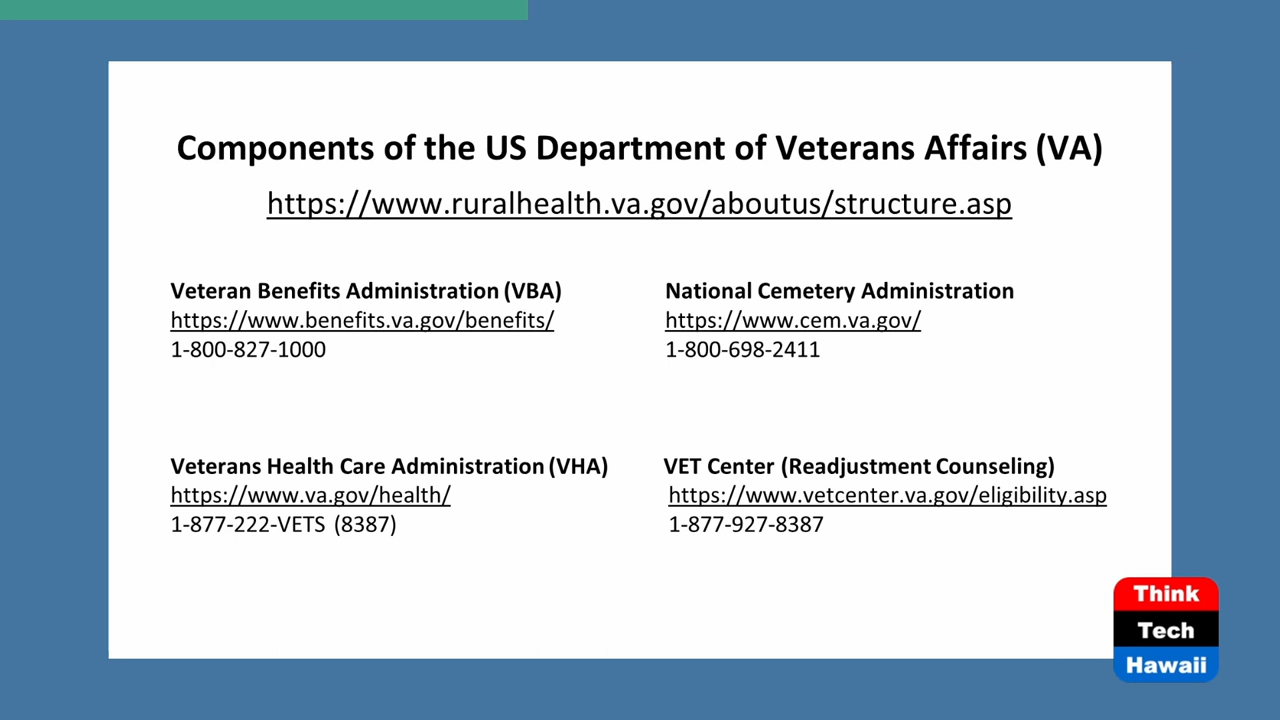 Components of the US Department of Veterans Affairs (VA)
https://www.ruralhealth.va.gov/aboutus/structure.asp
Veteran Benefits Administration (VBA)
https://www.benefits.va.gov/benefits/
1-800-827-1000
National Cemetery Administration
https://www.cem.va.gov/
1-800-698-2411
Veterans Health Care Administration (VHA)
https://www.va.gov/health/
1-877-222-VETS (8387)
VET Center (Readjustment Counseling)
https://www.vetcenter.va.gov/eligibility.asp
1-877-927-8387
Think
Tech
Hawaii